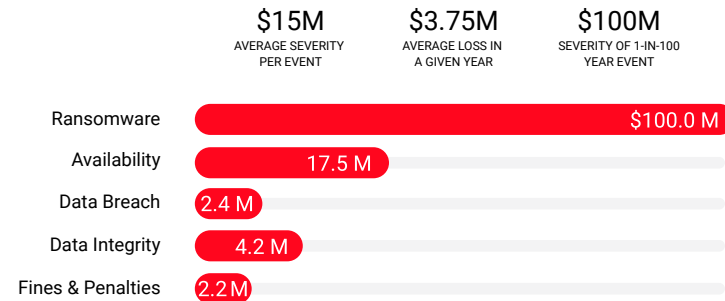 $15M
AVERAGE SEVERITY
PER EVENT
$3.75M
AVERAGE LOSS IN
A GIVEN YEAR
$100M
SEVERITY OF 1-IN-100
YEAR EVENT
Ransomware $100.0 M
Availability 17.5 M
Data Breach 2.4 M
Data Integrity 4.2 M
Fines & Penalties 2.2M